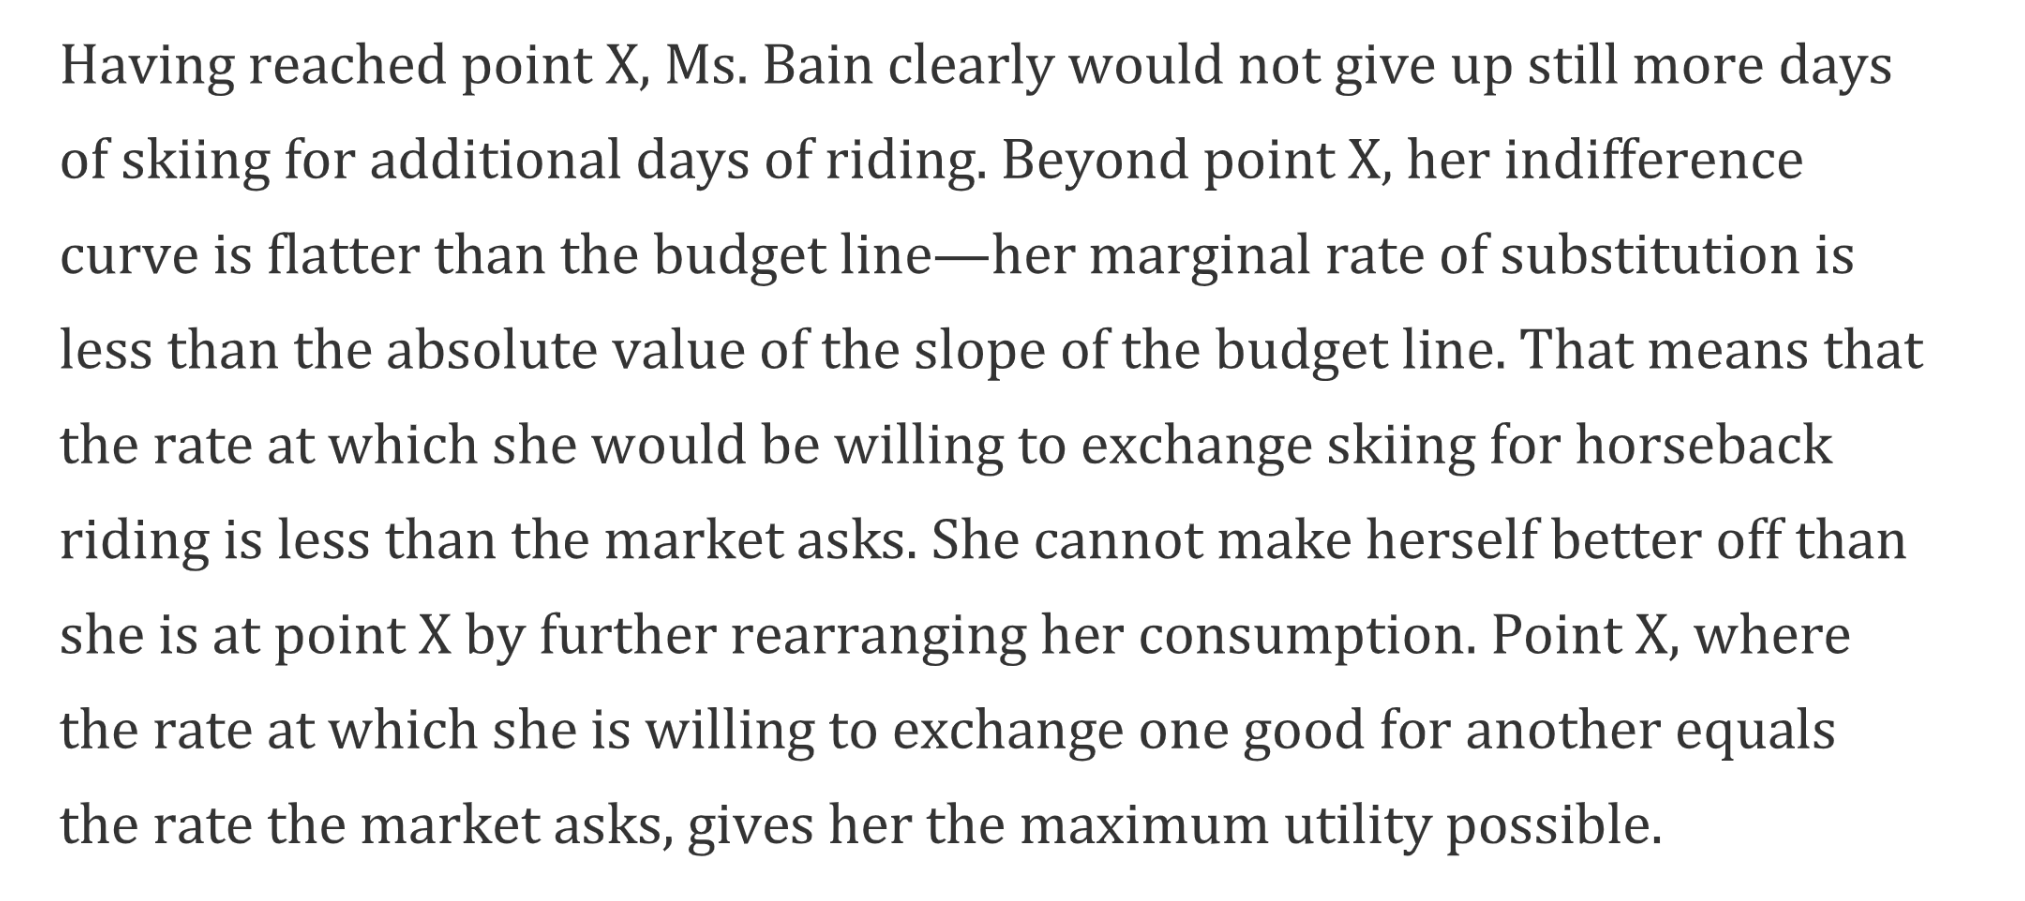 Having reached point X, Ms. Bain clearly would not give up still more days
of skiing for additional days of riding. Beyond point X, her indifference
curve is flatter than the budget line—her marginal rate of substitution is
less than the absolute value of the slope of the budget line. That means that
the rate at which she would be willing to exchange skiing for horseback
riding is less than the market asks. She cannot make herself better off than
she is at point X by further rearranging her consumption. Point X, where
the rate at which she is willing to exchange one good for another equals
the rate the market asks, gives her the maximum utility possible.